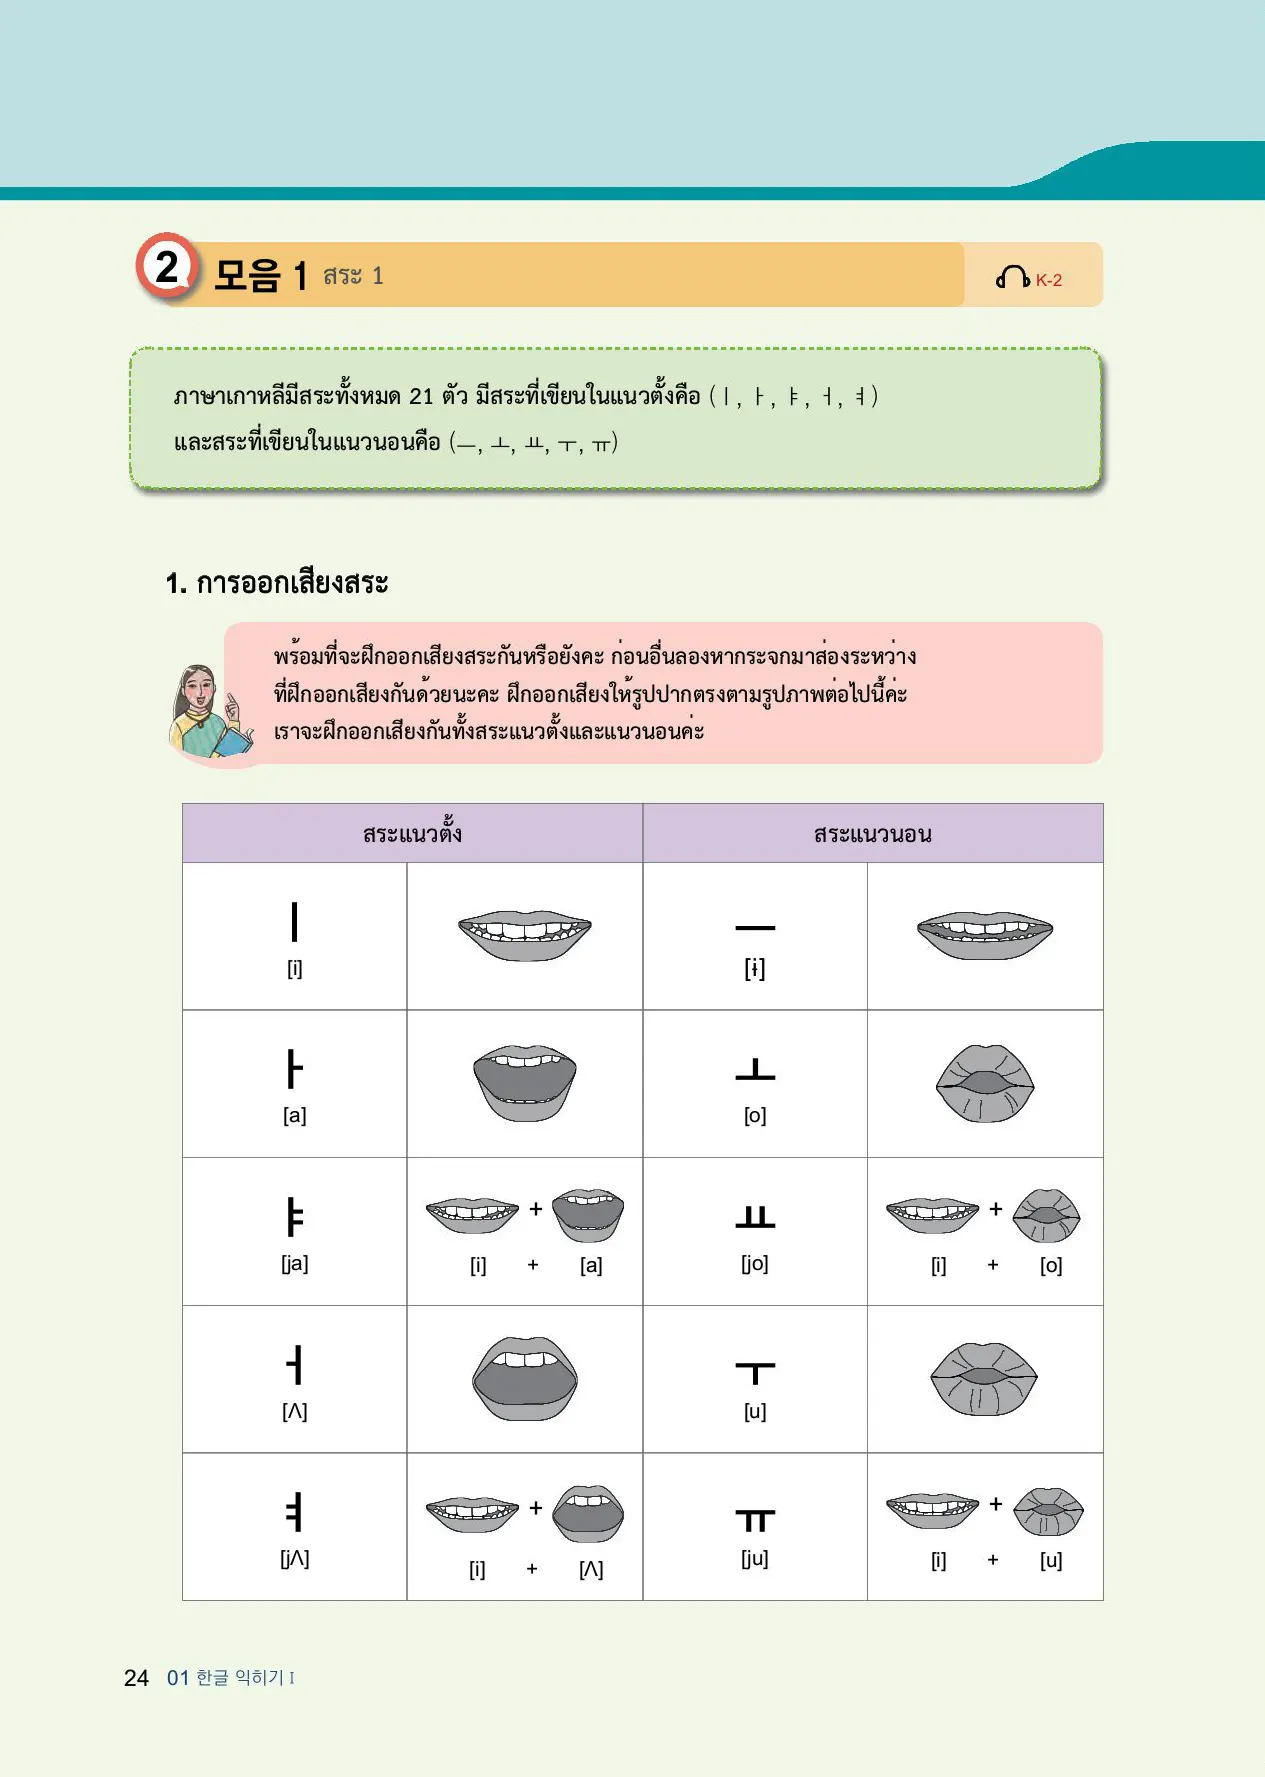 2 모음 1 สระ 1 K-2
ภาษาเกาหลีมีสระทั้งหมด 21 ตัว มีสระที่เขียนในแนวตั้งคือ (ㅣ, ㅏ, ㅑ, ㅓ, ㅕ)
และสระที่เขียนในแนวนอนคือ (ㅡ, ㅗ, ㅛ, ㅜ, ㅠ)
1. การออกเสียงสระ
พร้อมที่จะฝึกออกเสียงสระกันหรือยังคะ ก่อนอื่นลองหากระจกมาส่องระหว่าง
ที่ฝึกออกเสียงกันด้วยนะคะ ฝึกออกเสียงให้รูปปากตรงตามรูปภาพต่อไปนี้ค่ะ
เราจะฝึกออกเสียงกันทั้งสระแนวตั้งและแนวนอนค่ะ
สระแนวตั้ง สระแนวนอน
ㅣ ㅡ
[i] [ɨ]
ㅏ ㅗ
[a] [o]
ㅑ + ㅛ +
[ja] [i] + [a] [jo] [i] + [o]
ㅓ ㅜ
[Λ] [u]
ㅕ + ㅠ +
[jΛ] [i] + [Λ] [ju] [i] + [u]
24 01 한글 익히기 I